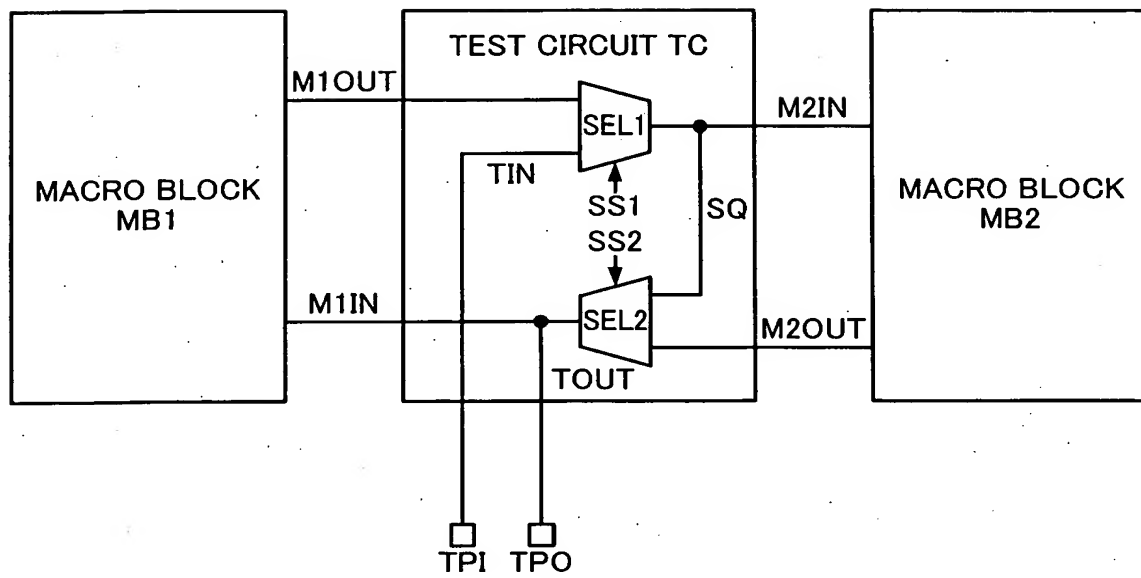 TEST CIRCUIT TC
M1OUT
SEL1
M2IN
TIN
MACRO BLOCK
MB1
SS1
SQ
MACRO BLOCK
MB2
SS2
M1IN
SEL2
M2OUT
TOUT
TPI
TPO